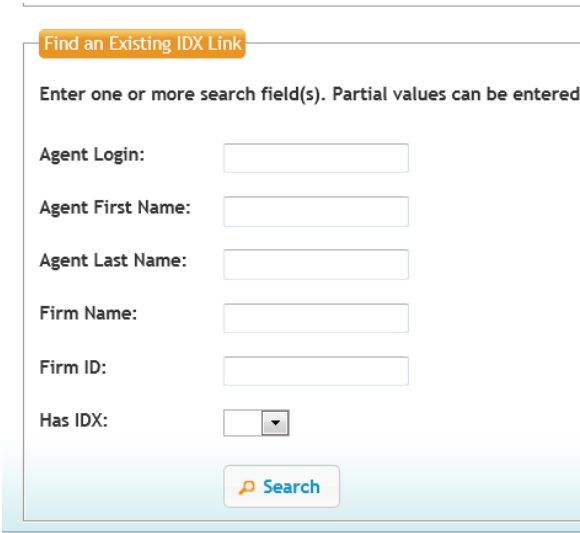 Find an Existing IDX Link
Enter one or more search field(s). Partial values can be entered
Agent Login:
Agent First Name:
Agent Last Name:
Firm Name:
Firm ID:
Has IDX:
Search